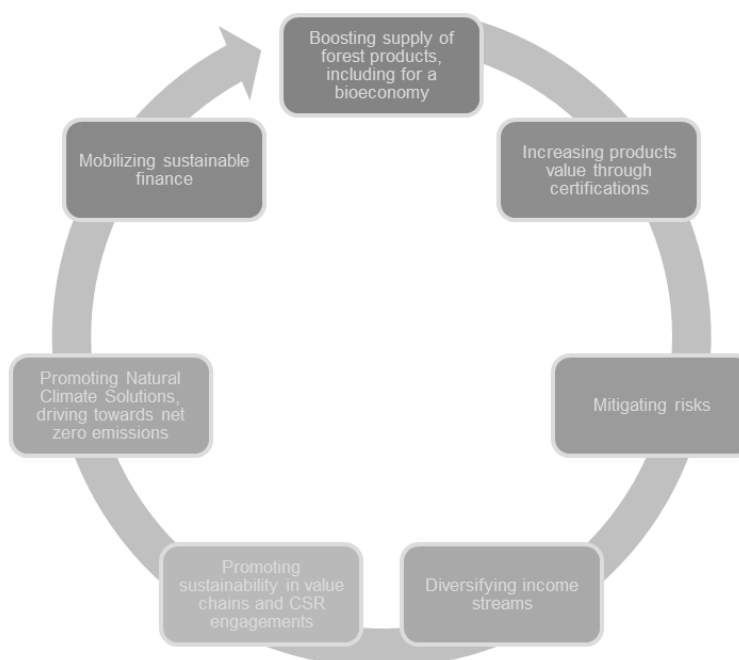 Boosting supply of
forest products,
including for a
bioeconomy
Increasing products
value through
certifications
Mitigating risks
Diversifying income
streams
Promoting
sustainability in value
chains and CSR
engagements
Promoting Natural
Climate Solutions,
driving towards net
zero emissions
Mobilizing sustainable
finance